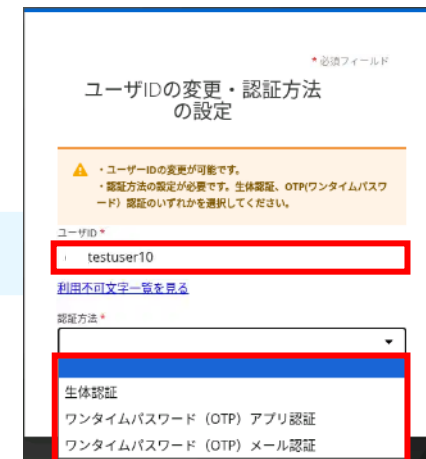 * 必須フィールド
ユーザIDの変更・認証方法
の設定
・ユーザーIDの変更が可能です。
・認証方法の設定が必要です。生体認証、OTP(ワンタイムパスワ
ード）認証のいずれかを選択してください。
ユーザID *
testuser10
利用不可文字一覧を見る
認証方法 *
生体認証
ワンタイムパスワード（OTP）アプリ認証
ワンタイムパスワード（OTP）メール認証